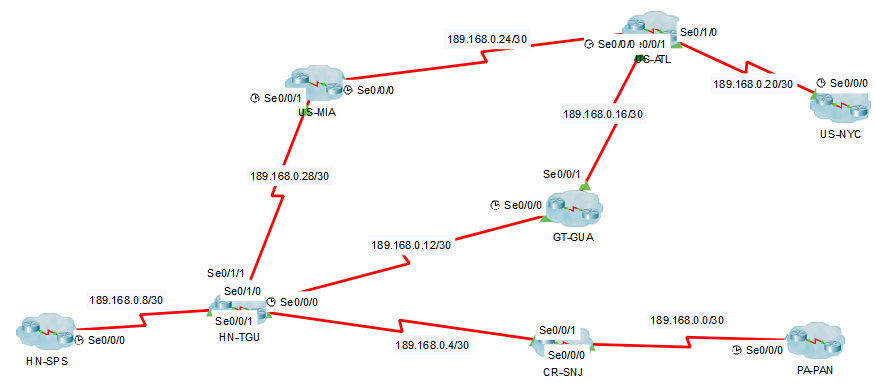 189.168.0.24/30
Se0/1/0
Se0/0/0
e0/0/1
US-ATL
189.168.0.20/30
Se0/0/0
US-NYC
Se0/0/1
Se0/0/0
US-MIA
189.168.0.16/30
189.168.0.28/30
Se0/0/1
Se0/0/0
GT-GUA
189.168.0.12/30
Se0/1/1
Se0/1/0
Se0/0/0
189.168.0.8/30
Se0/0/1
HN-TGU
Se0/0/0
HN-SPS
189.168.0.4/30
Se0/0/1
Se0/0/0
CR-SNJ
189.168.0.0/30
Se0/0/0
PA-PAN